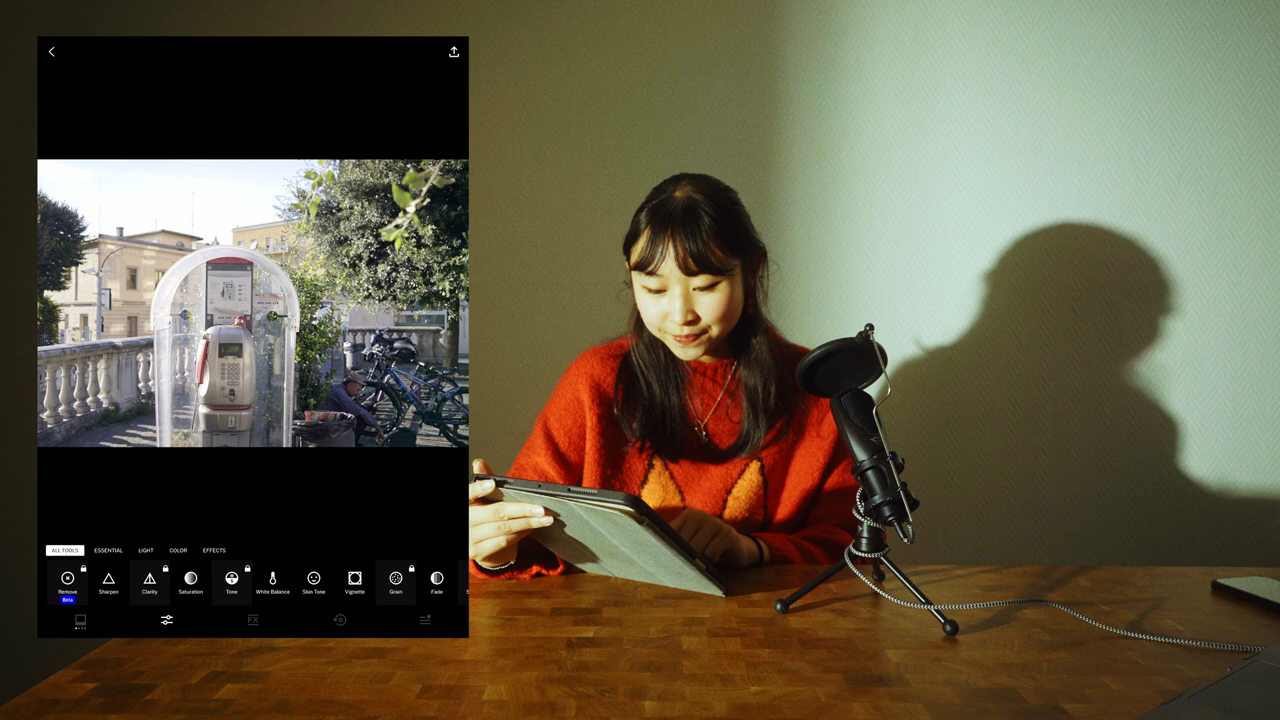 ALL TOOLS ESSENTIAL LIGHT COLOR EFFECTS
Remove Sharpen Clarity Saturation Tone White Balance Skin Tone Vignette Grain Fade
Beta
FX